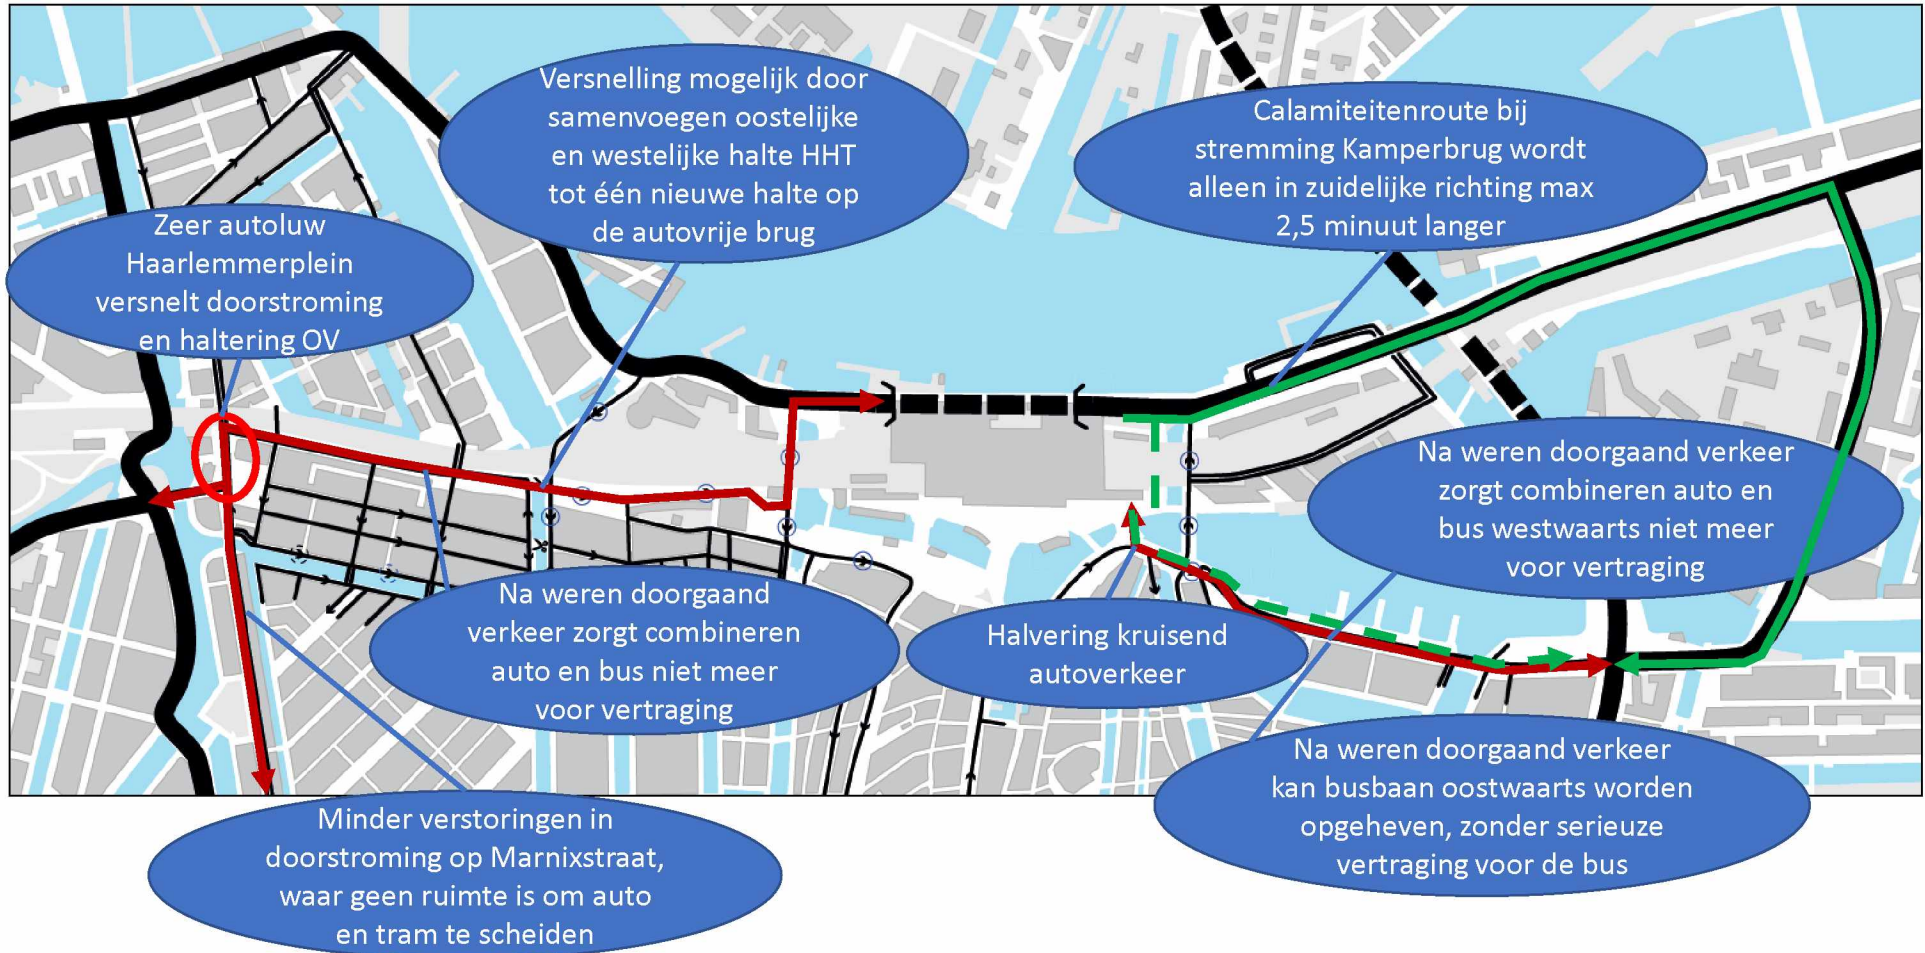 Versnelling mogelijk door
samenvoegen oostelijke
en westelijke halte HHT
tot één nieuwe halte op
de autovrije brug
Calamiteitenroute bij
stremming Kamperbrug wordt
alleen in zuidelijke richting max
2,5 minuut langer
Zeer autoluw
Haarlemmerplein
versnelt doorstroming
en haltering OV
Na weren doorgaand verkeer
zorgt combineren auto en
bus westwaarts niet meer
voor vertraging
Na weren doorgaand
verkeer zorgt combineren
auto en bus niet meer
voor vertraging
Halvering kruisend
autoverkeer
Na weren doorgaand verkeer
kan busbaan oostwaarts worden
opgeheven, zonder serieuze
vertraging voor de bus
Minder verstoringen in
doorstroming op Marnixstraat,
waar geen ruimte is om auto
en tram te scheiden